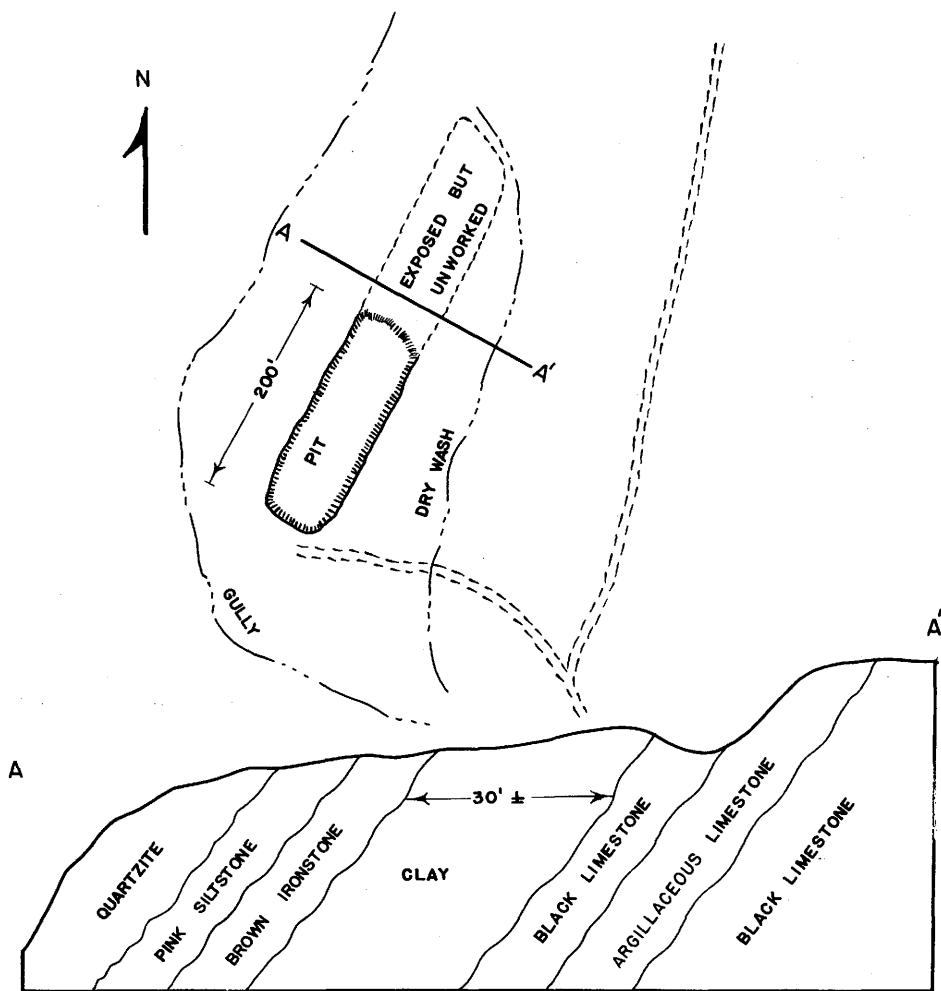 N
A
EXPOSED BUT
UNWORKED
A'
200'
PIT
DRY WASH
GULLY
A'
A
30' ±
QUARTZITE
PINK SILTSTONE
BROWN IRONSTONE
CLAY
BLACK LIMESTONE
ARGILLACEOUS LIMESTONE
BLACK LIMESTONE